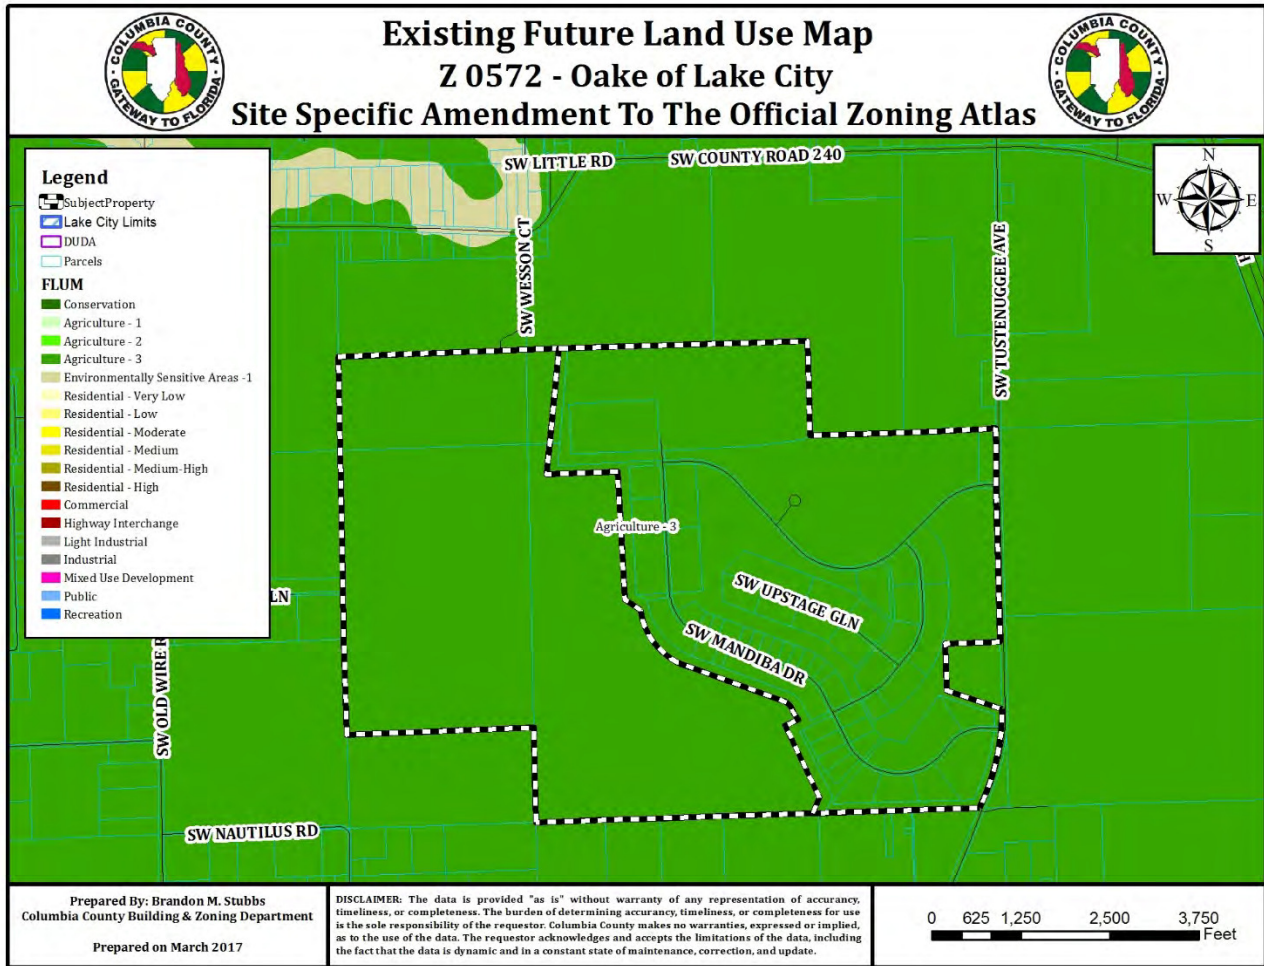 Existing Future Land Use Map
Z 0572 - Oake of Lake City
Site Specific Amendment To The Official Zoning Atlas
COLUMBIA COUNTY
GATEWAY TO FLORIDA
COLUMBIA COUNTY
GATEWAY TO FLORIDA
Legend
SubjectProperty
Lake City Limits
DUDA
Parcels
FLUM
Conservation
Agriculture - 1
Agriculture - 2
Agriculture - 3
Environmentally Sensitive Areas -1
Residential - Very Low
Residential - Low
Residential - Moderate
Residential - Medium
Residential - Medium-High
Residential - High
Commercial
Highway Interchange
Light Industrial
Industrial
Mixed Use Development
Public
Recreation
SW LITTLE RD
SW COUNTY ROAD 240
N
W
E
S
SW WESSON CT
SW TUSTENUGGEE AVE
Agriculture - 3
SW UPSTAGE GLN
SW MANDIBA DR
LN
SW OLD WIRE R
SW NAUTILUS RD
Prepared By: Brandon M. Stubbs
Columbia County Building & Zoning Department
Prepared on March 2017
DISCLAIMER: The data is provided "as is" without warranty of any representation of accurancy,
timeliness, or completeness. The burden of determining accurancy, timeliness, or completeness for use
is the sole responsibility of the requestor. Columbia County makes no warranties, expressed or implied,
as to the use of the data. The requestor acknowledges and accepts the limitations of the data, including
the fact that the data is dynamic and in a constant state of maintenance, correction, and update.
0 625 1,250 2,500 3,750
Feet